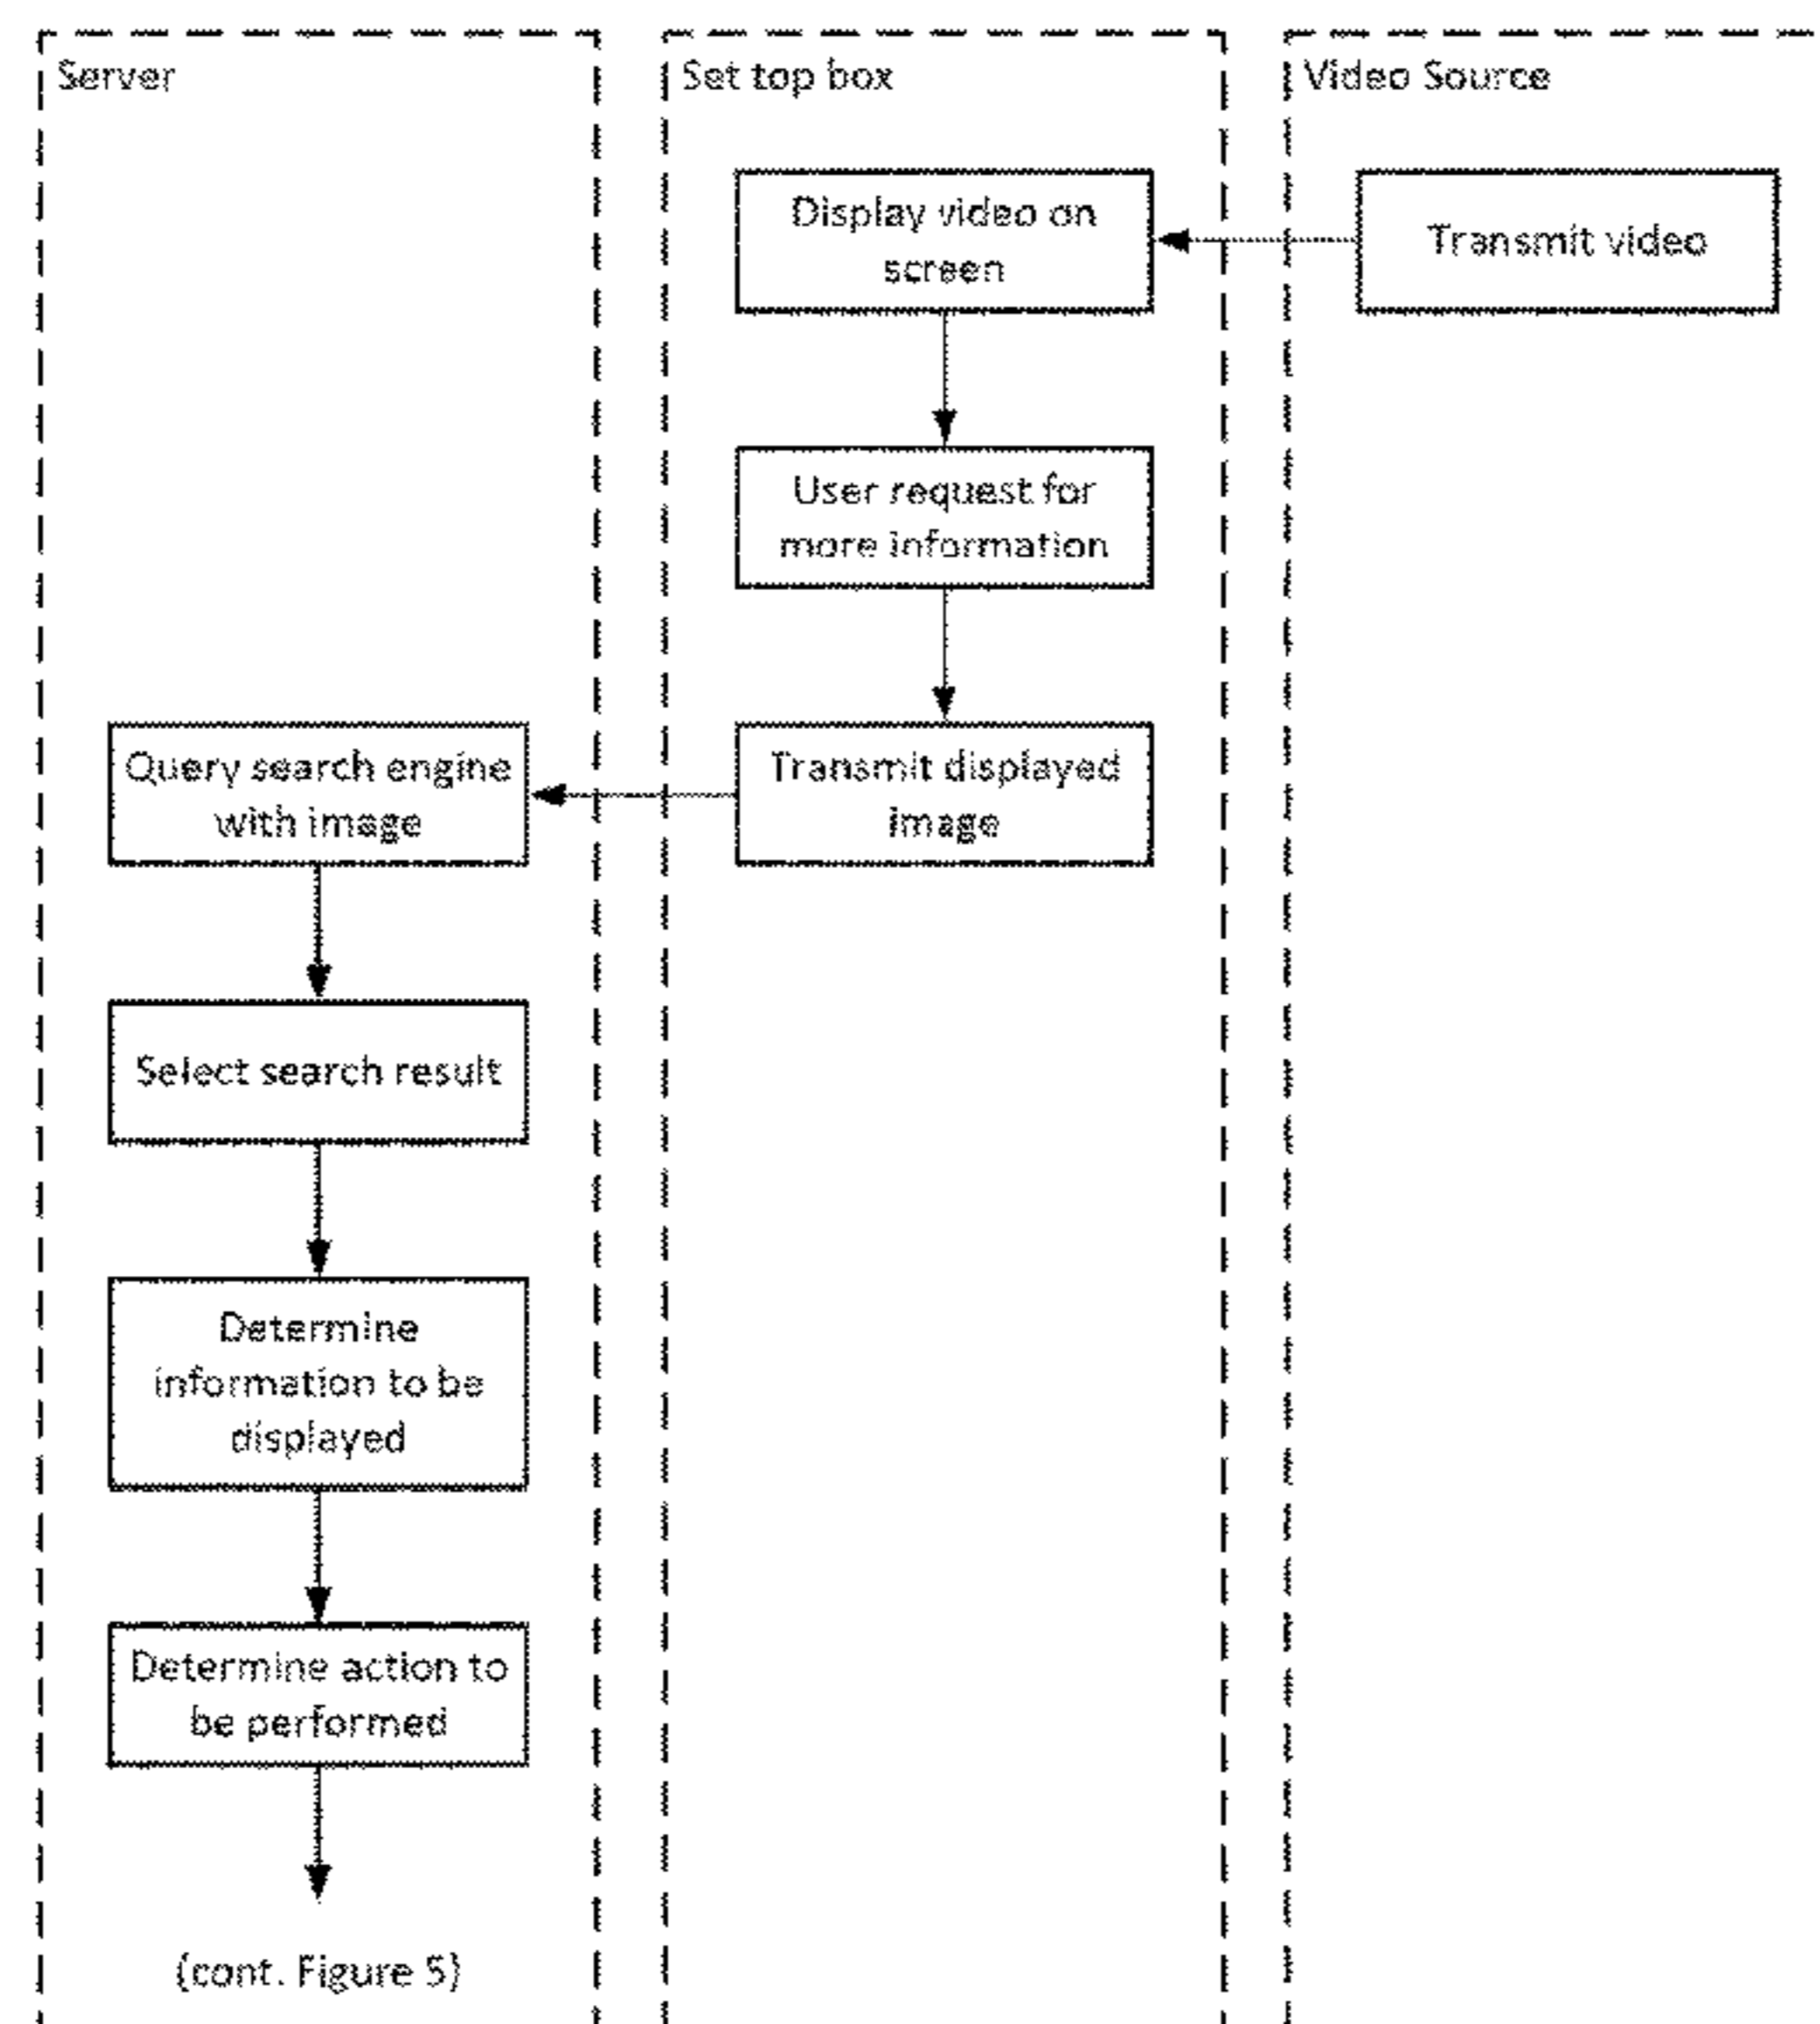 Server
Set top box
Video Source
Display video on
screen
Transmit video
User request for
more information
Query search engine
with image
Transmit displayed
image
Select search result
Determine
information to be
displayed
Determine action to
be performed
(cont. Figure 5)